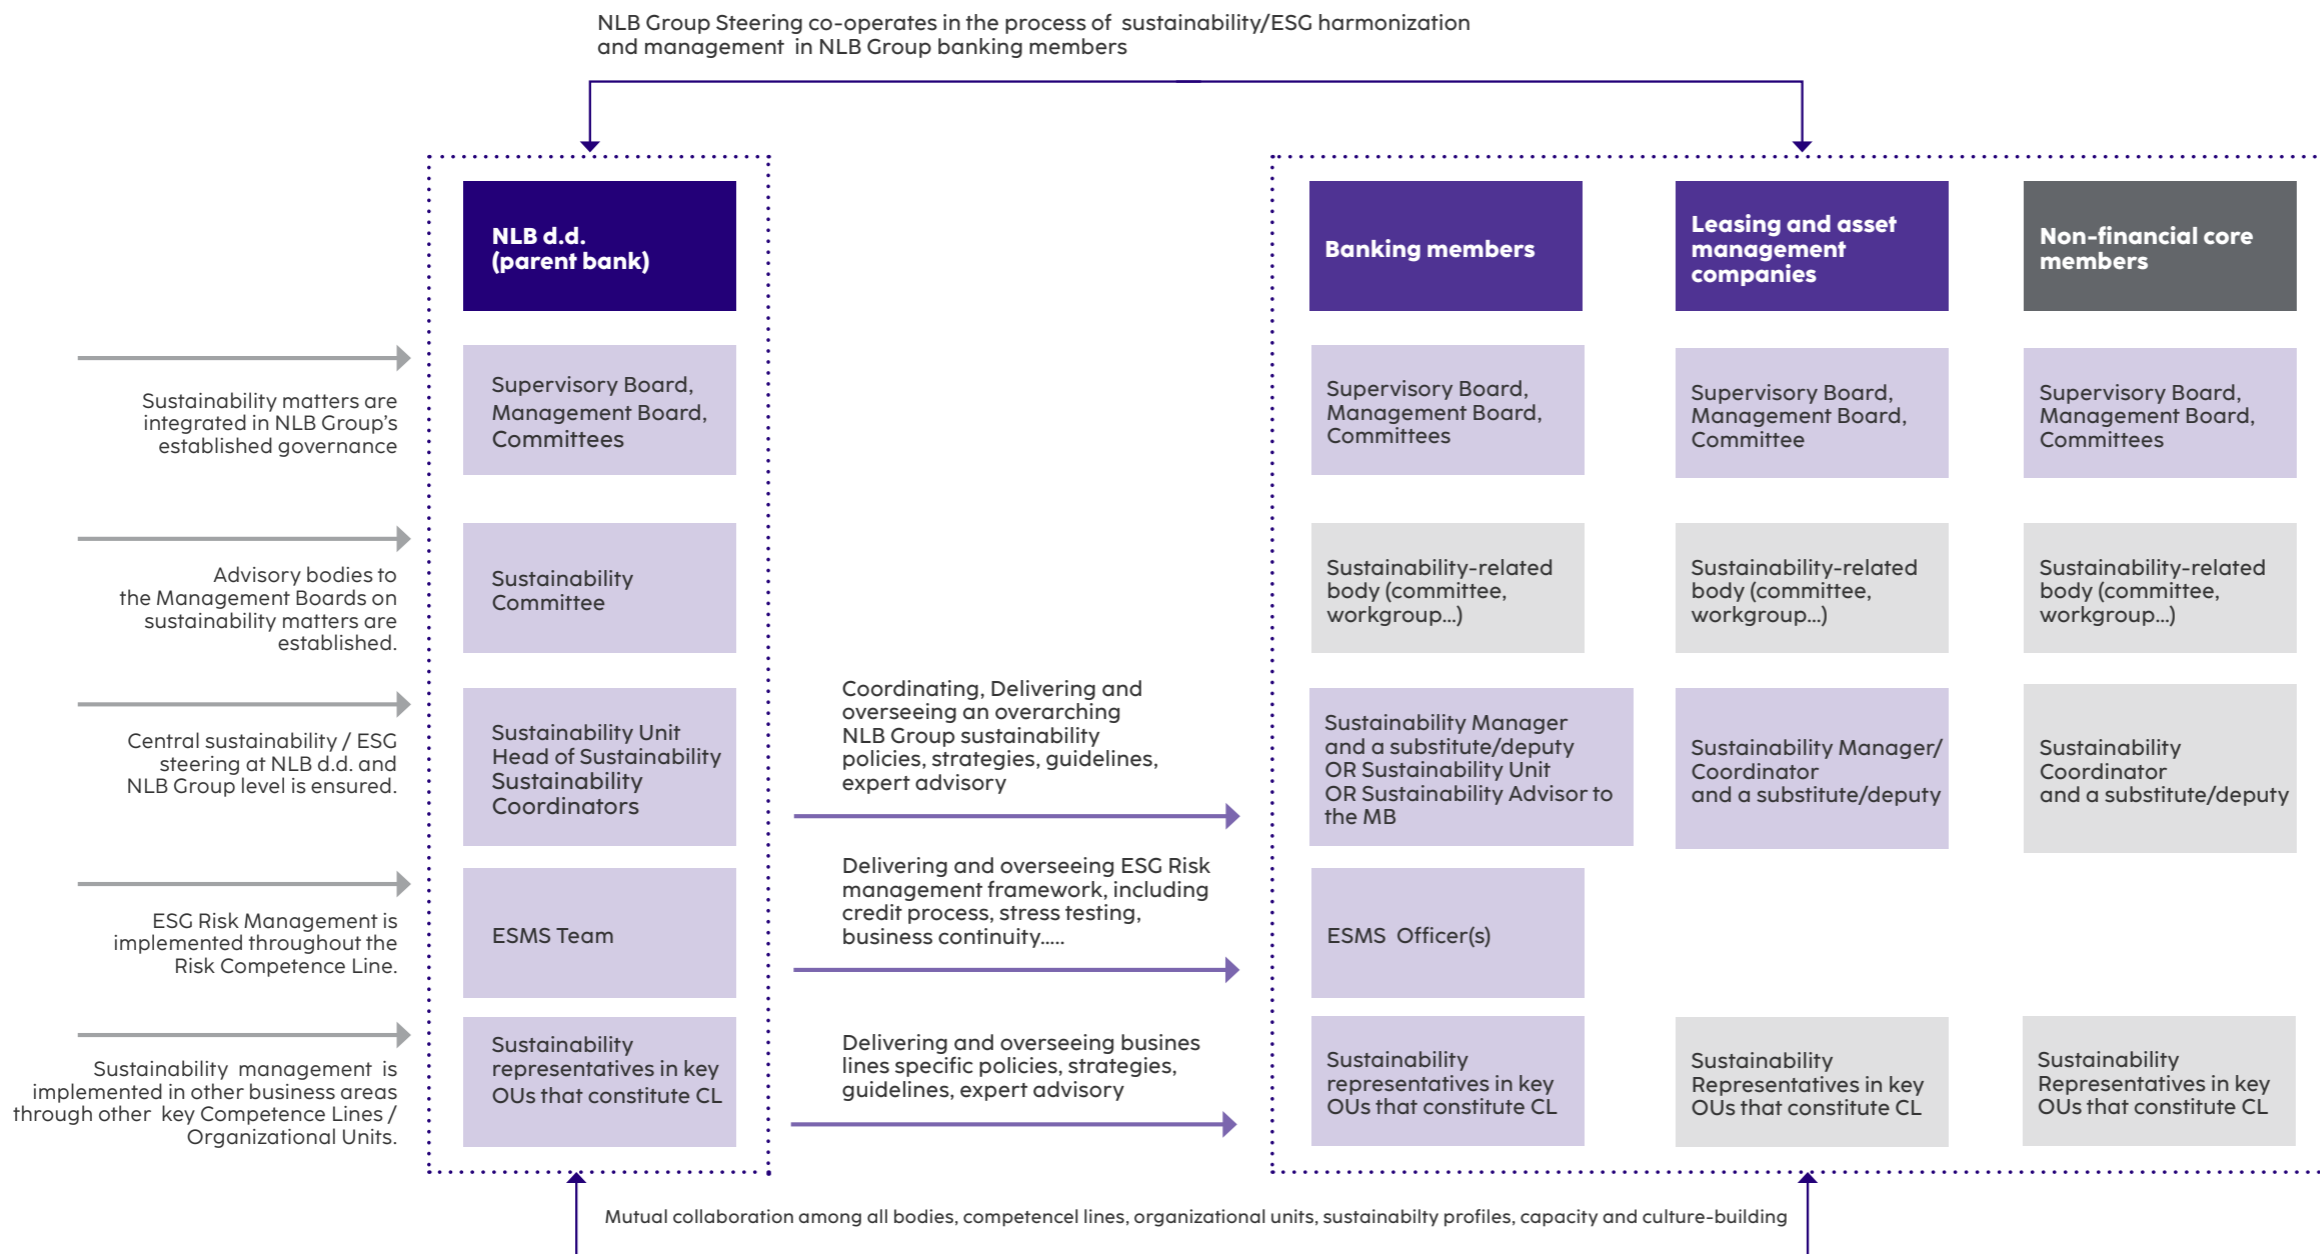 NLB Group Steering co-operates in the process of sustainability/ESG harmonization
and management in NLB Group banking members
NLB d.d.
(parent bank)
Banking members
Leasing and asset
management
companies
Non-financial core
members
Sustainability matters are
integrated in NLB Group's
established governance
Supervisory Board,
Management Board,
Committees
Supervisory Board,
Management Board,
Committees
Supervisory Board,
Management Board,
Committee
Supervisory Board,
Management Board,
Committees
Advisory bodies to
the Management Boards on
sustainability matters are
established.
Sustainability
Committee
Sustainability-related
body (committee,
workgroup...)
Sustainability-related
body (committee,
workgroup...)
Sustainability-related
body (committee,
workgroup...)
Central sustainability / ESG
steering at NLB d.d. and
NLB Group level is ensured.
Sustainability Unit
Head of Sustainability
Sustainability
Coordinators
Coordinating, Delivering and
overseeing an overarching
NLB Group sustainability
policies, strategies, guidelines,
expert advisory
Sustainability Manager
and a substitute/deputy
OR Sustainability Unit
OR Sustainability Advisor to
the MB
Sustainability Manager/
Coordinator
and a substitute/deputy
Sustainability
Coordinator
and a substitute/deputy
ESG Risk Management is
implemented throughout the
Risk Competence Line.
ESMS Team
Delivering and overseeing ESG Risk
management framework, including
credit process, stress testing,
business continuity.....
ESMS Officer(s)
Sustainability management is
implemented in other business areas
through other key Competence Lines /
Organizational Units.
Sustainability
representatives in key
OUs that constitute CL
Delivering and overseeing busines
lines specific policies, strategies,
guidelines, expert advisory
Sustainability
representatives in key
OUs that constitute CL
Sustainability
Representatives in key
OUs that constitute CL
Sustainability
Representatives in key
OUs that constitute CL
Mutual collaboration among all bodies, competencel lines, organizational units, sustainabilty profiles, capacity and culture-building